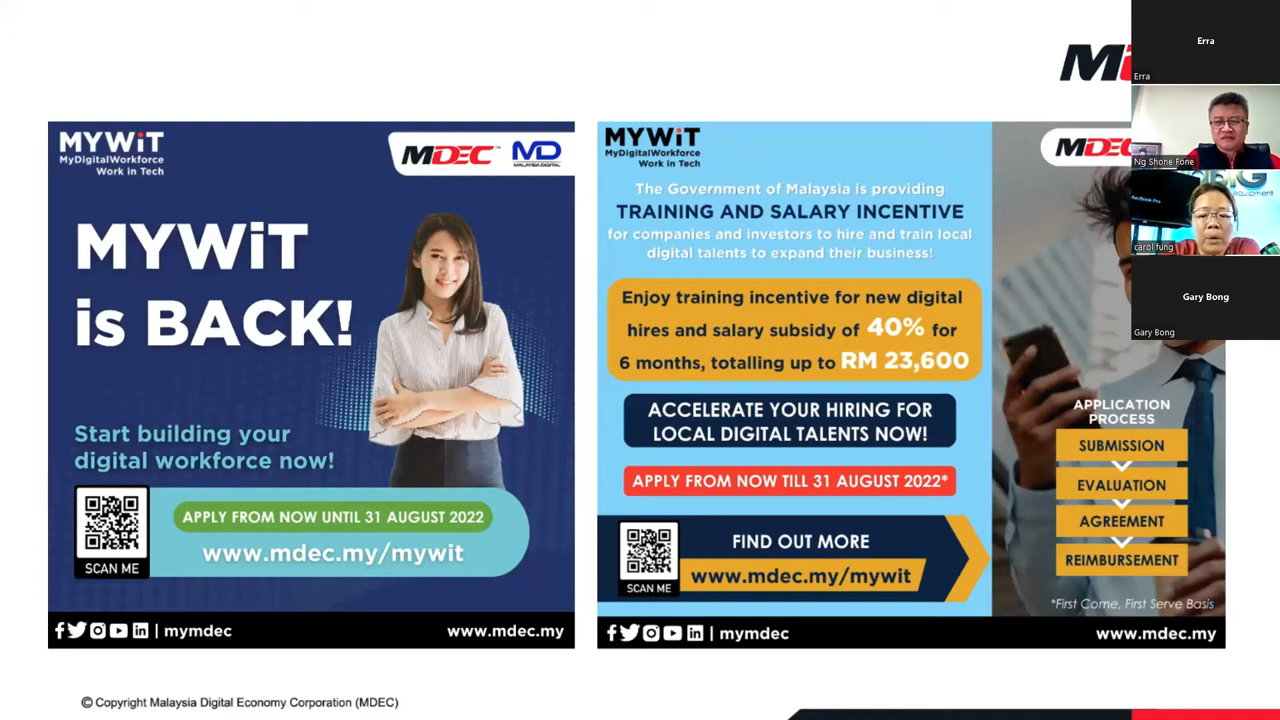 MYWiT
MyDigitalWorkforce
Work in Tech
MDEC
MD
MALAYSIA DIGITAL
MYWiT
is BACK!
Start building your
digital workforce now!
SCAN ME
APPLY FROM NOW UNTIL 31 AUGUST 2022
www.mdec.my/mywit
| mymdec
www.mdec.my
MYWiT
MyDigitalWorkforce
Work in Tech
The Government of Malaysia is providing
TRAINING AND SALARY INCENTIVE
for companies and investors to hire and train local
digital talents to expand their business!
Enjoy training incentive for new digital
hires and salary subsidy of 40% for
6 months, totalling up to RM 23,600
ACCELERATE YOUR HIRING FOR
LOCAL DIGITAL TALENTS NOW!
APPLY FROM NOW TILL 31 AUGUST 2022*
SCAN ME
FIND OUT MORE
www.mdec.my/mywit
MDEC
APPLICATION
PROCESS
SUBMISSION
EVALUATION
AGREEMENT
REIMBURSEMENT
*First Come, First Serve Basis
| mymdec
www.mdec.my
© Copyright Malaysia Digital Economy Corporation (MDEC)
Erra
Erra
Ng Shone Fone
MacBook Pro
equipment
carol fung
Gary Bong
Gary Bong